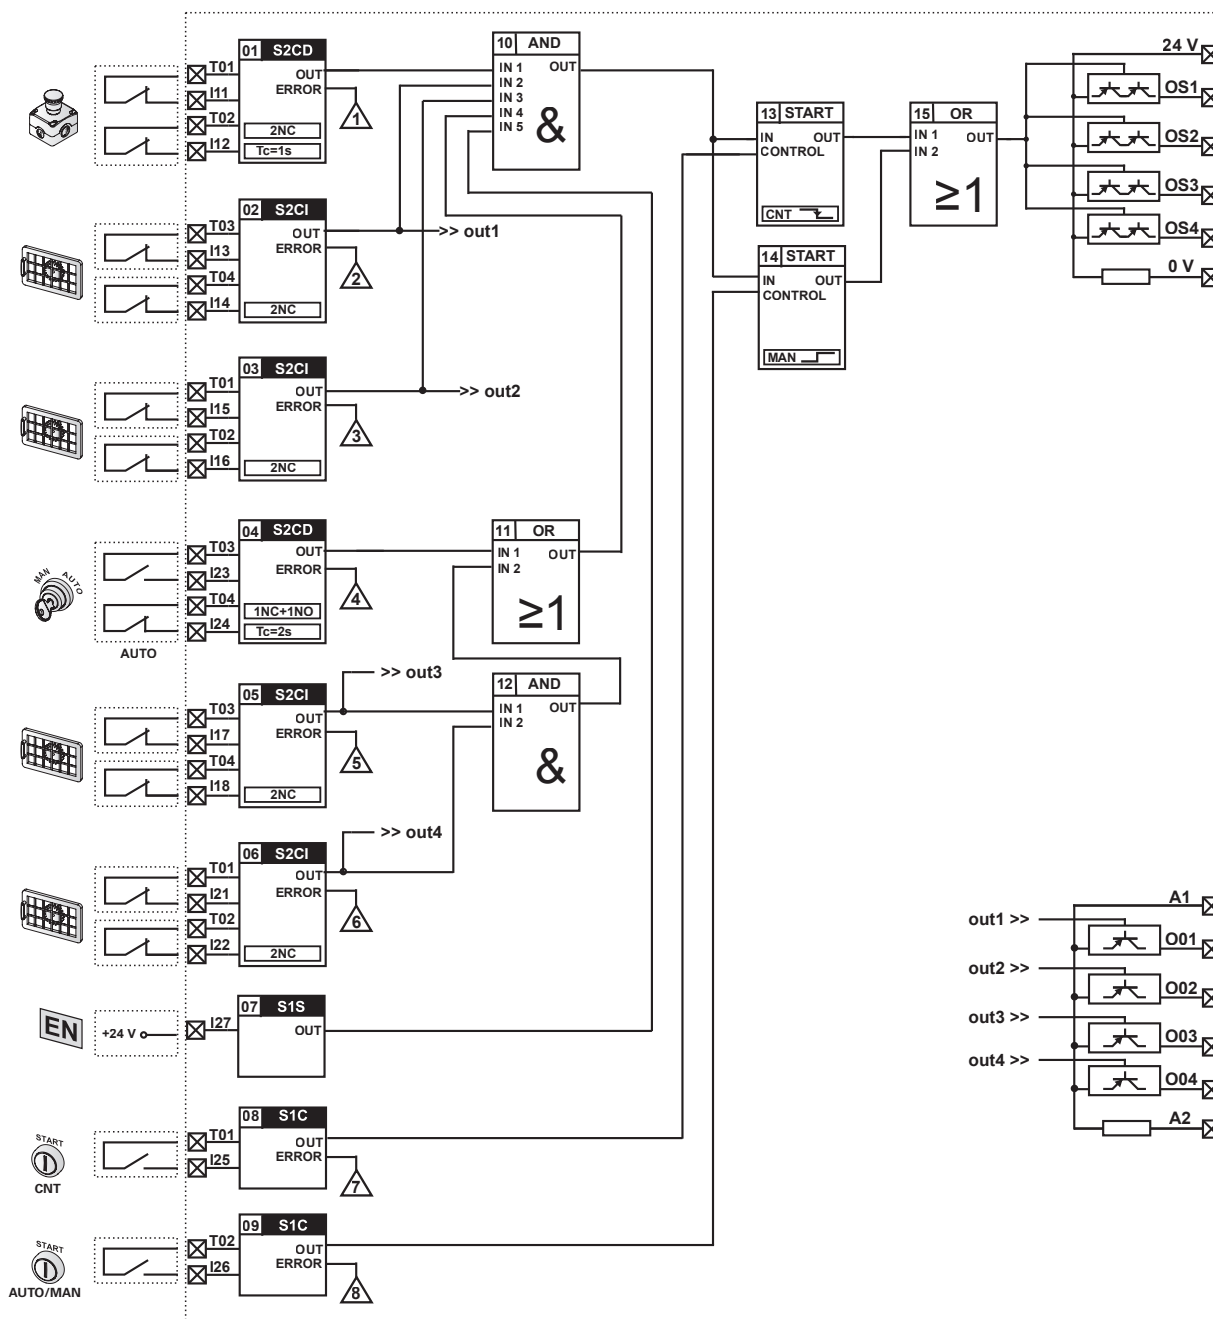 01 S2CD
T01
I11
T02
I12
OUT
ERROR
1
2NC
Tc=1s
10 AND
IN 1
IN 2
IN 3
IN 4
IN 5
OUT
&
02 S2CI
T03
I13
T04
I14
OUT
ERROR
>> out1
2
2NC
03 S2CI
T01
I15
T02
I16
OUT
ERROR
>> out2
3
2NC
MAN AUTO
AUTO
04 S2CD
T03
I23
T04
I24
OUT
ERROR
4
1NC+1NO
Tc=2s
11 OR
IN 1
IN 2
OUT
≥1
05 S2CI
T03
I17
T04
I18
OUT
ERROR
>> out3
5
2NC
12 AND
IN 1
IN 2
OUT
&
06 S2CI
T01
I21
T02
I22
OUT
ERROR
>> out4
6
2NC
EN
+24 V
I27
07 S1S
OUT
START
CNT
T01
I25
08 S1C
OUT
ERROR
7
START
AUTO/MAN
T02
I26
09 S1C
OUT
ERROR
8
13 START
IN OUT
CONTROL
CNT
14 START
IN OUT
CONTROL
MAN
15 OR
IN 1
IN 2
OUT
≥1
24 V
OS1
OS2
OS3
OS4
0 V
A1
out1 >>
O01
out2 >>
O02
out3 >>
O03
out4 >>
O04
A2